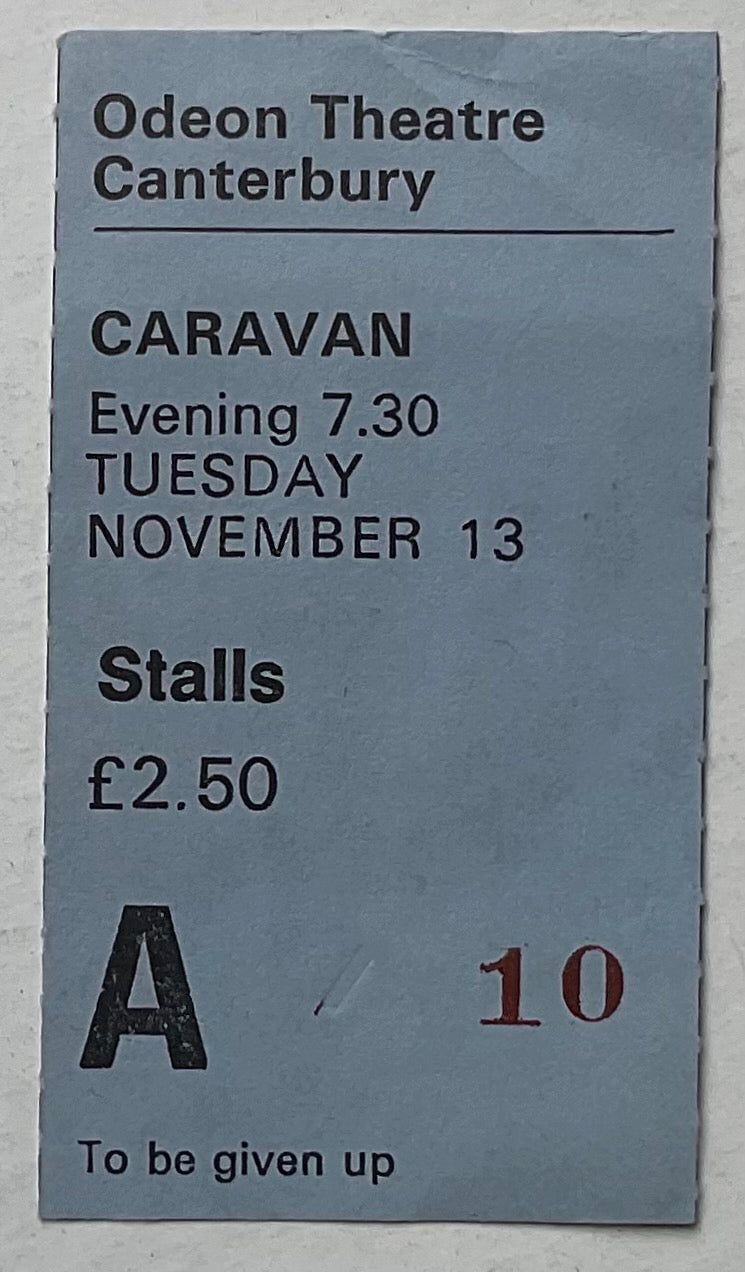 Odeon Theatre
Canterbury
CARAVAN
Evening 7.30
TUESDAY
NOVEMBER 13
Stalls
£2.50
A 10
To be given up